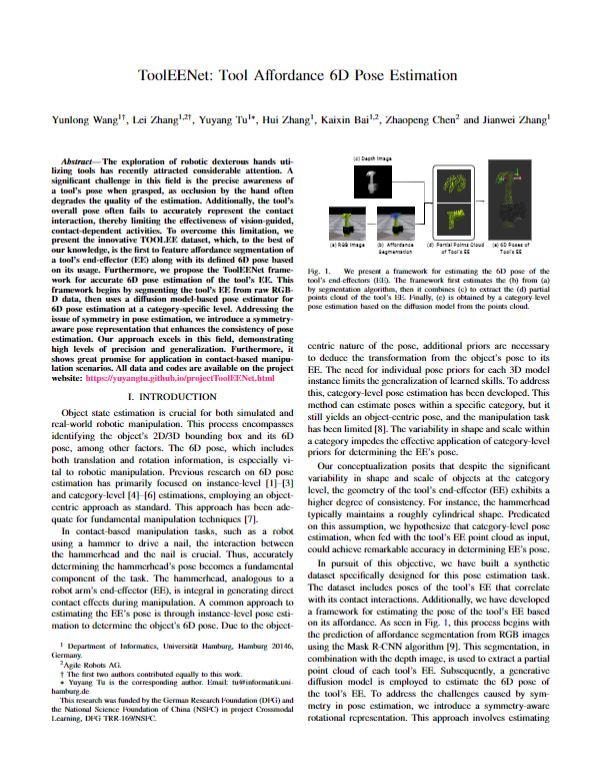 ToolEENet: Tool Affordance 6D Pose Estimation
Yunlong Wang1†, Lei Zhang1,2†, Yuyang Tu1*, Hui Zhang1, Kaixin Bai1,2, Zhaopeng Chen2 and Jianwei Zhang1
Abstract—The exploration of robotic dexterous hands uti-
lizing tools has recently attracted considerable attention. A
significant challenge in this field is the precise awareness of
a tool's pose when grasped, as occlusion by the hand often
degrades the quality of the estimation. Additionally, the tool's
overall pose often fails to accurately represent the contact
interaction, thereby limiting the effectiveness of vision-guided,
contact-dependent activities. To overcome this limitation, we
present the innovative TOOLEE dataset, which, to the best of
our knowledge, is the first to feature affordance segmentation
of a tool's end-effector (EE) along with its defined 6D pose
based on its usage. Furthermore, we propose the ToolEENet frame-
work for accurate 6D pose estimation of the tool's EE. This
framework begins by segmenting the tool's EE from raw RGB-
D data, then uses a diffusion model-based pose estimator for
6D pose estimation at a category-specific level. Addressing the
issue of symmetry in pose estimation, we introduce a symmetry-
aware pose representation that enhances the consistency of pose
estimation. Our approach excels in this field, demonstrating
high levels of precision and generalization. Furthermore, it
shows great promise for application in contact-based manipu-
lation scenarios. All data and codes are available on the project
website: https://yuyangtu.github.io/projectToolEENet.html
I. INTRODUCTION
Object state estimation is crucial for both simulated and
real-world robotic manipulation. This process encompasses
identifying the object's 2D/3D bounding box and its 6D
pose, among other factors. The 6D pose, which includes
both translation and rotation information, is especially vi-
tal to robotic manipulation. Previous research on 6D pose
estimation has primarily focused on instance-level [1]–[3]
and category-level [4]–[6] estimations, employing an object-
centric approach as standard. This approach has been ade-
quate for fundamental manipulation techniques [7].
In contact-based manipulation tasks, such as a robot
using a hammer to drive a nail, the interaction between
the hammerhead and the nail is crucial. Thus, accurately
determining the hammerhead's pose becomes a fundamental
component of the task. The hammerhead, analogous to a
robot arm's end-effector (EE), is integral in generating direct
contact effects during manipulation. A common approach to
estimating the EE's pose is through instance-level pose esti-
mation to determine the object's 6D pose. Due to the object-
1 Department of Informatics, Universität Hamburg, Hamburg 20146,
Germany.
2Agile Robots AG.
† The first two authors contributed equally to this work.
* Yuyang Tu is the corresponding author. Email: tu@informatik.uni-
hamburg.de
This research was funded by the German Research Foundation (DFG) and
the National Science Foundation of China (NSFC) in project Crossmodal
Learning, DFG TRR-169/NSFC.
(c) Depth Image
(a) RGB Image
(b) Affordance
Segmentation
(d) Partial Points Cloud
of Tool's EE
(e) 6D Poses of
Tool's EE
Fig. 1. We present a framework for estimating the 6D pose of the
tool's end-effectors (EE). The framework first estimates the (b) from (a)
by segmentation algorithm, then it combines (c) to extract the (d) partial
points cloud of the tool's EE. Finally, (e) is obtained by a category-level
pose estimation based on the diffusion model from the points cloud.
centric nature of the pose, additional priors are necessary
to deduce the transformation from the object's pose to its
EE. The need for individual pose priors for each 3D model
instance limits the generalization of learned skills. To address
this, category-level pose estimation has been developed. This
method can estimate poses within a specific category, but it
still yields an object-centric pose, and the manipulation task
has been limited [8]. The variability in shape and scale within
a category impedes the effective application of category-level
priors for determining the EE's pose.
Our conceptualization posits that despite the significant
variability in shape and scale of objects at the category
level, the geometry of the tool's end-effector (EE) exhibits a
higher degree of consistency. For instance, the hammerhead
typically maintains a roughly cylindrical shape. Predicated
on this assumption, we hypothesize that category-level pose
estimation, when fed with the tool's EE point cloud as input,
could achieve remarkable accuracy in determining EE's pose.
In pursuit of this objective, we have built a synthetic
dataset specifically designed for this pose estimation task.
The dataset includes poses of the tool's EE that correlate
with its contact interactions. Additionally, we have developed
a framework for estimating the pose of the tool's EE based
on its affordance. As seen in Fig. 1, this process begins with
the prediction of affordance segmentation from RGB images
using the Mask R-CNN algorithm [9]. This segmentation, in
combination with the depth image, is used to extract a partial
point cloud of each tool's EE. Subsequently, a generative
diffusion model is employed to estimate the 6D pose of
the tool's EE. To address the challenges caused by sym-
metry in pose estimation, we introduce a symmetry-aware
rotational representation. This approach involves estimating